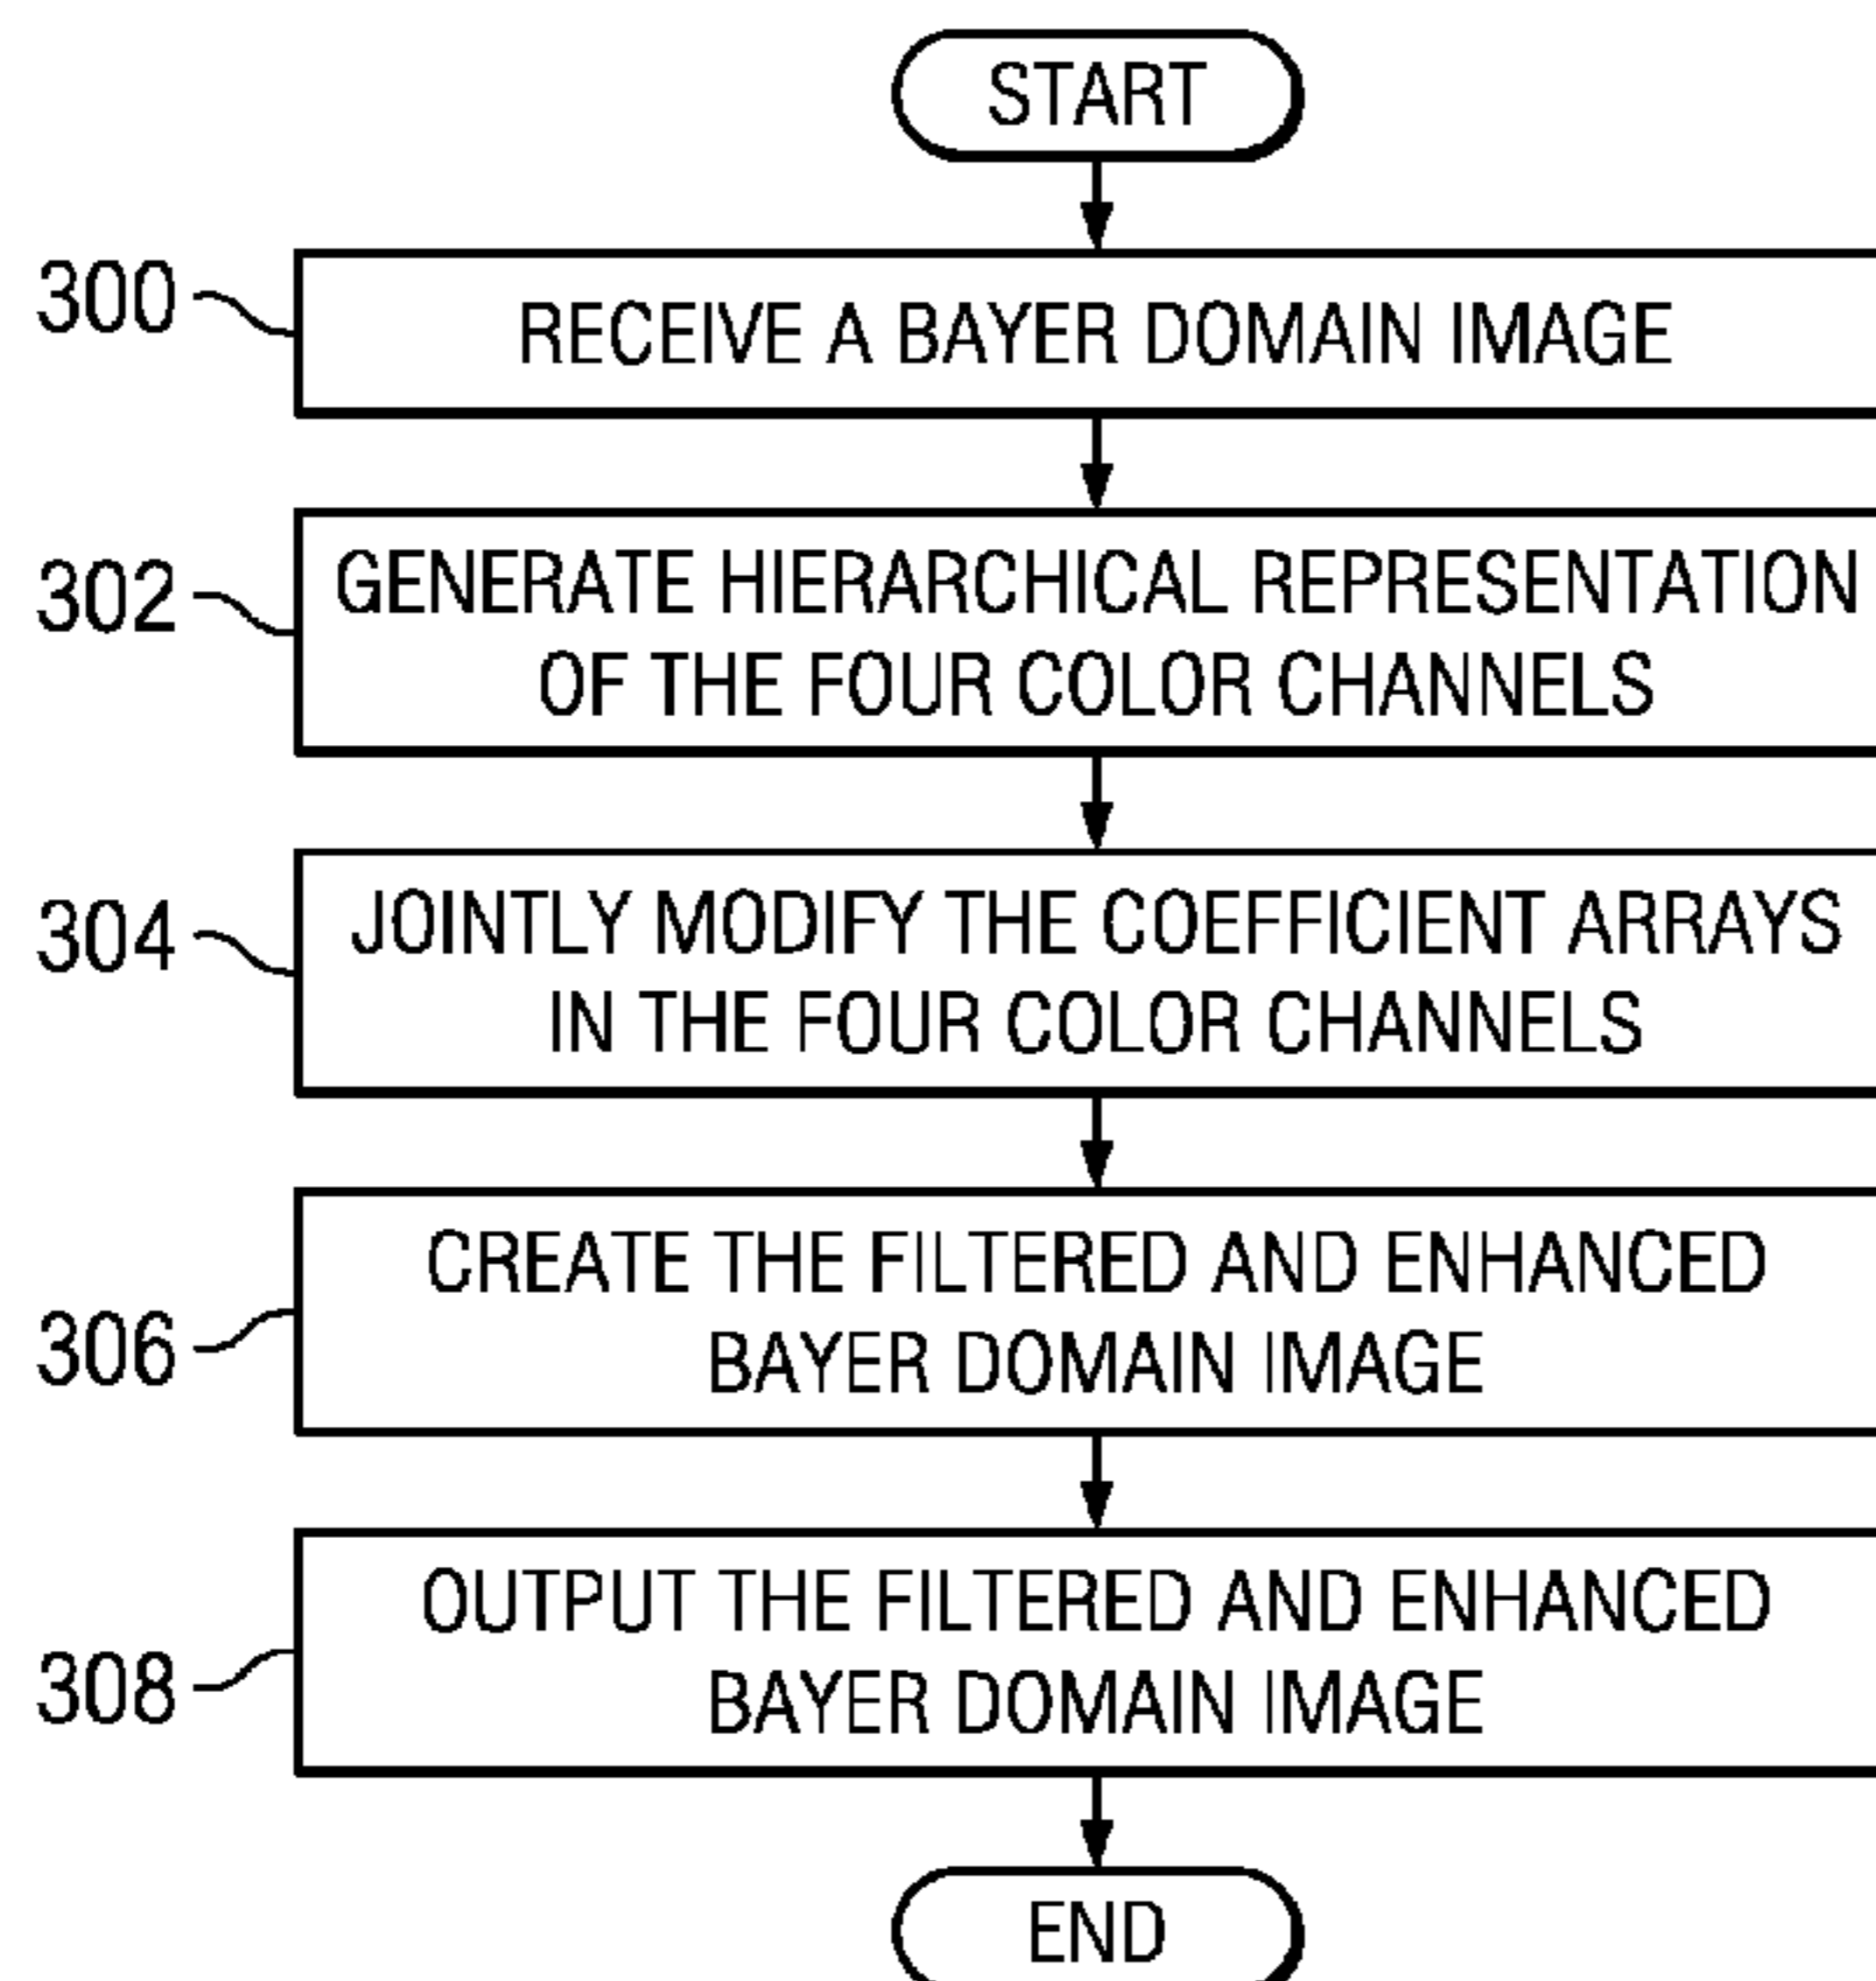 START
300
RECEIVE A BAYER DOMAIN IMAGE
302
GENERATE HIERARCHICAL REPRESENTATION
OF THE FOUR COLOR CHANNELS
304
JOINTLY MODIFY THE COEFFICIENT ARRAYS
IN THE FOUR COLOR CHANNELS
306
CREATE THE FILTERED AND ENHANCED
BAYER DOMAIN IMAGE
308
OUTPUT THE FILTERED AND ENHANCED
BAYER DOMAIN IMAGE
END